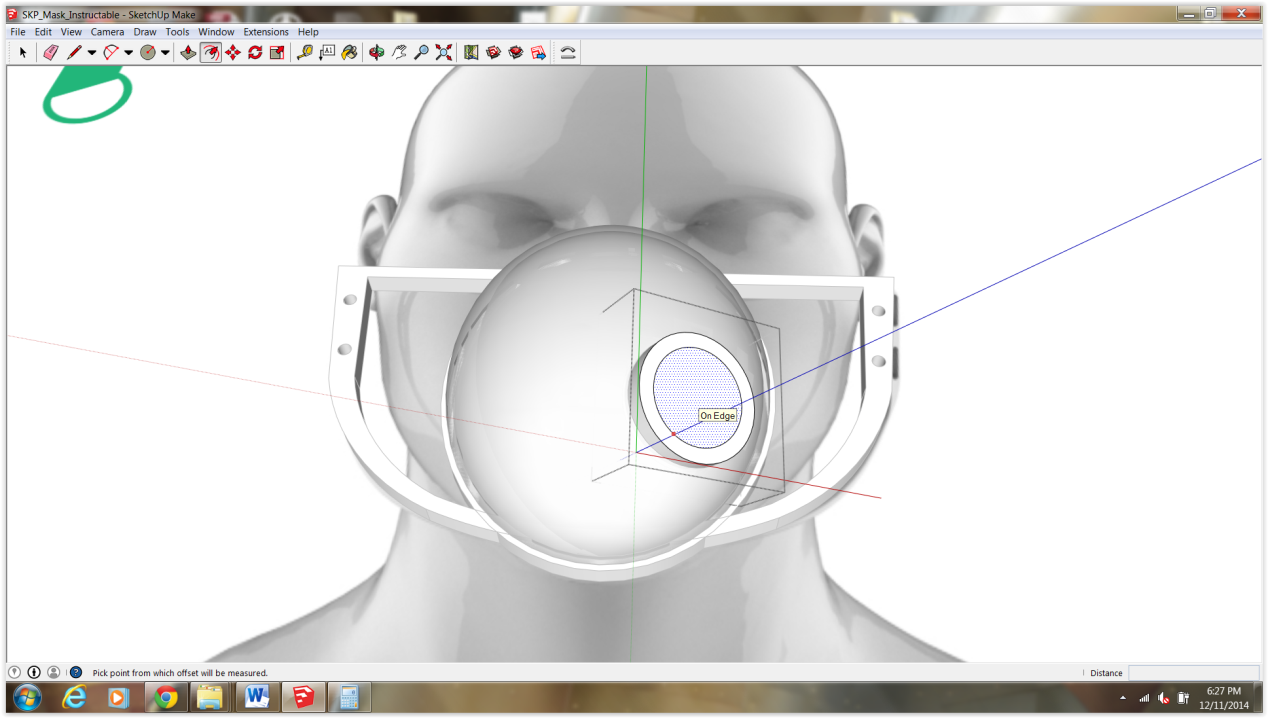 SKP_Mask_Instructable - SketchUp Make
File Edit View Camera Draw Tools Window Extensions Help
A1
On Edge
Pick point from which offset will be measured.
Distance
W
6:27 PM
12/11/2014